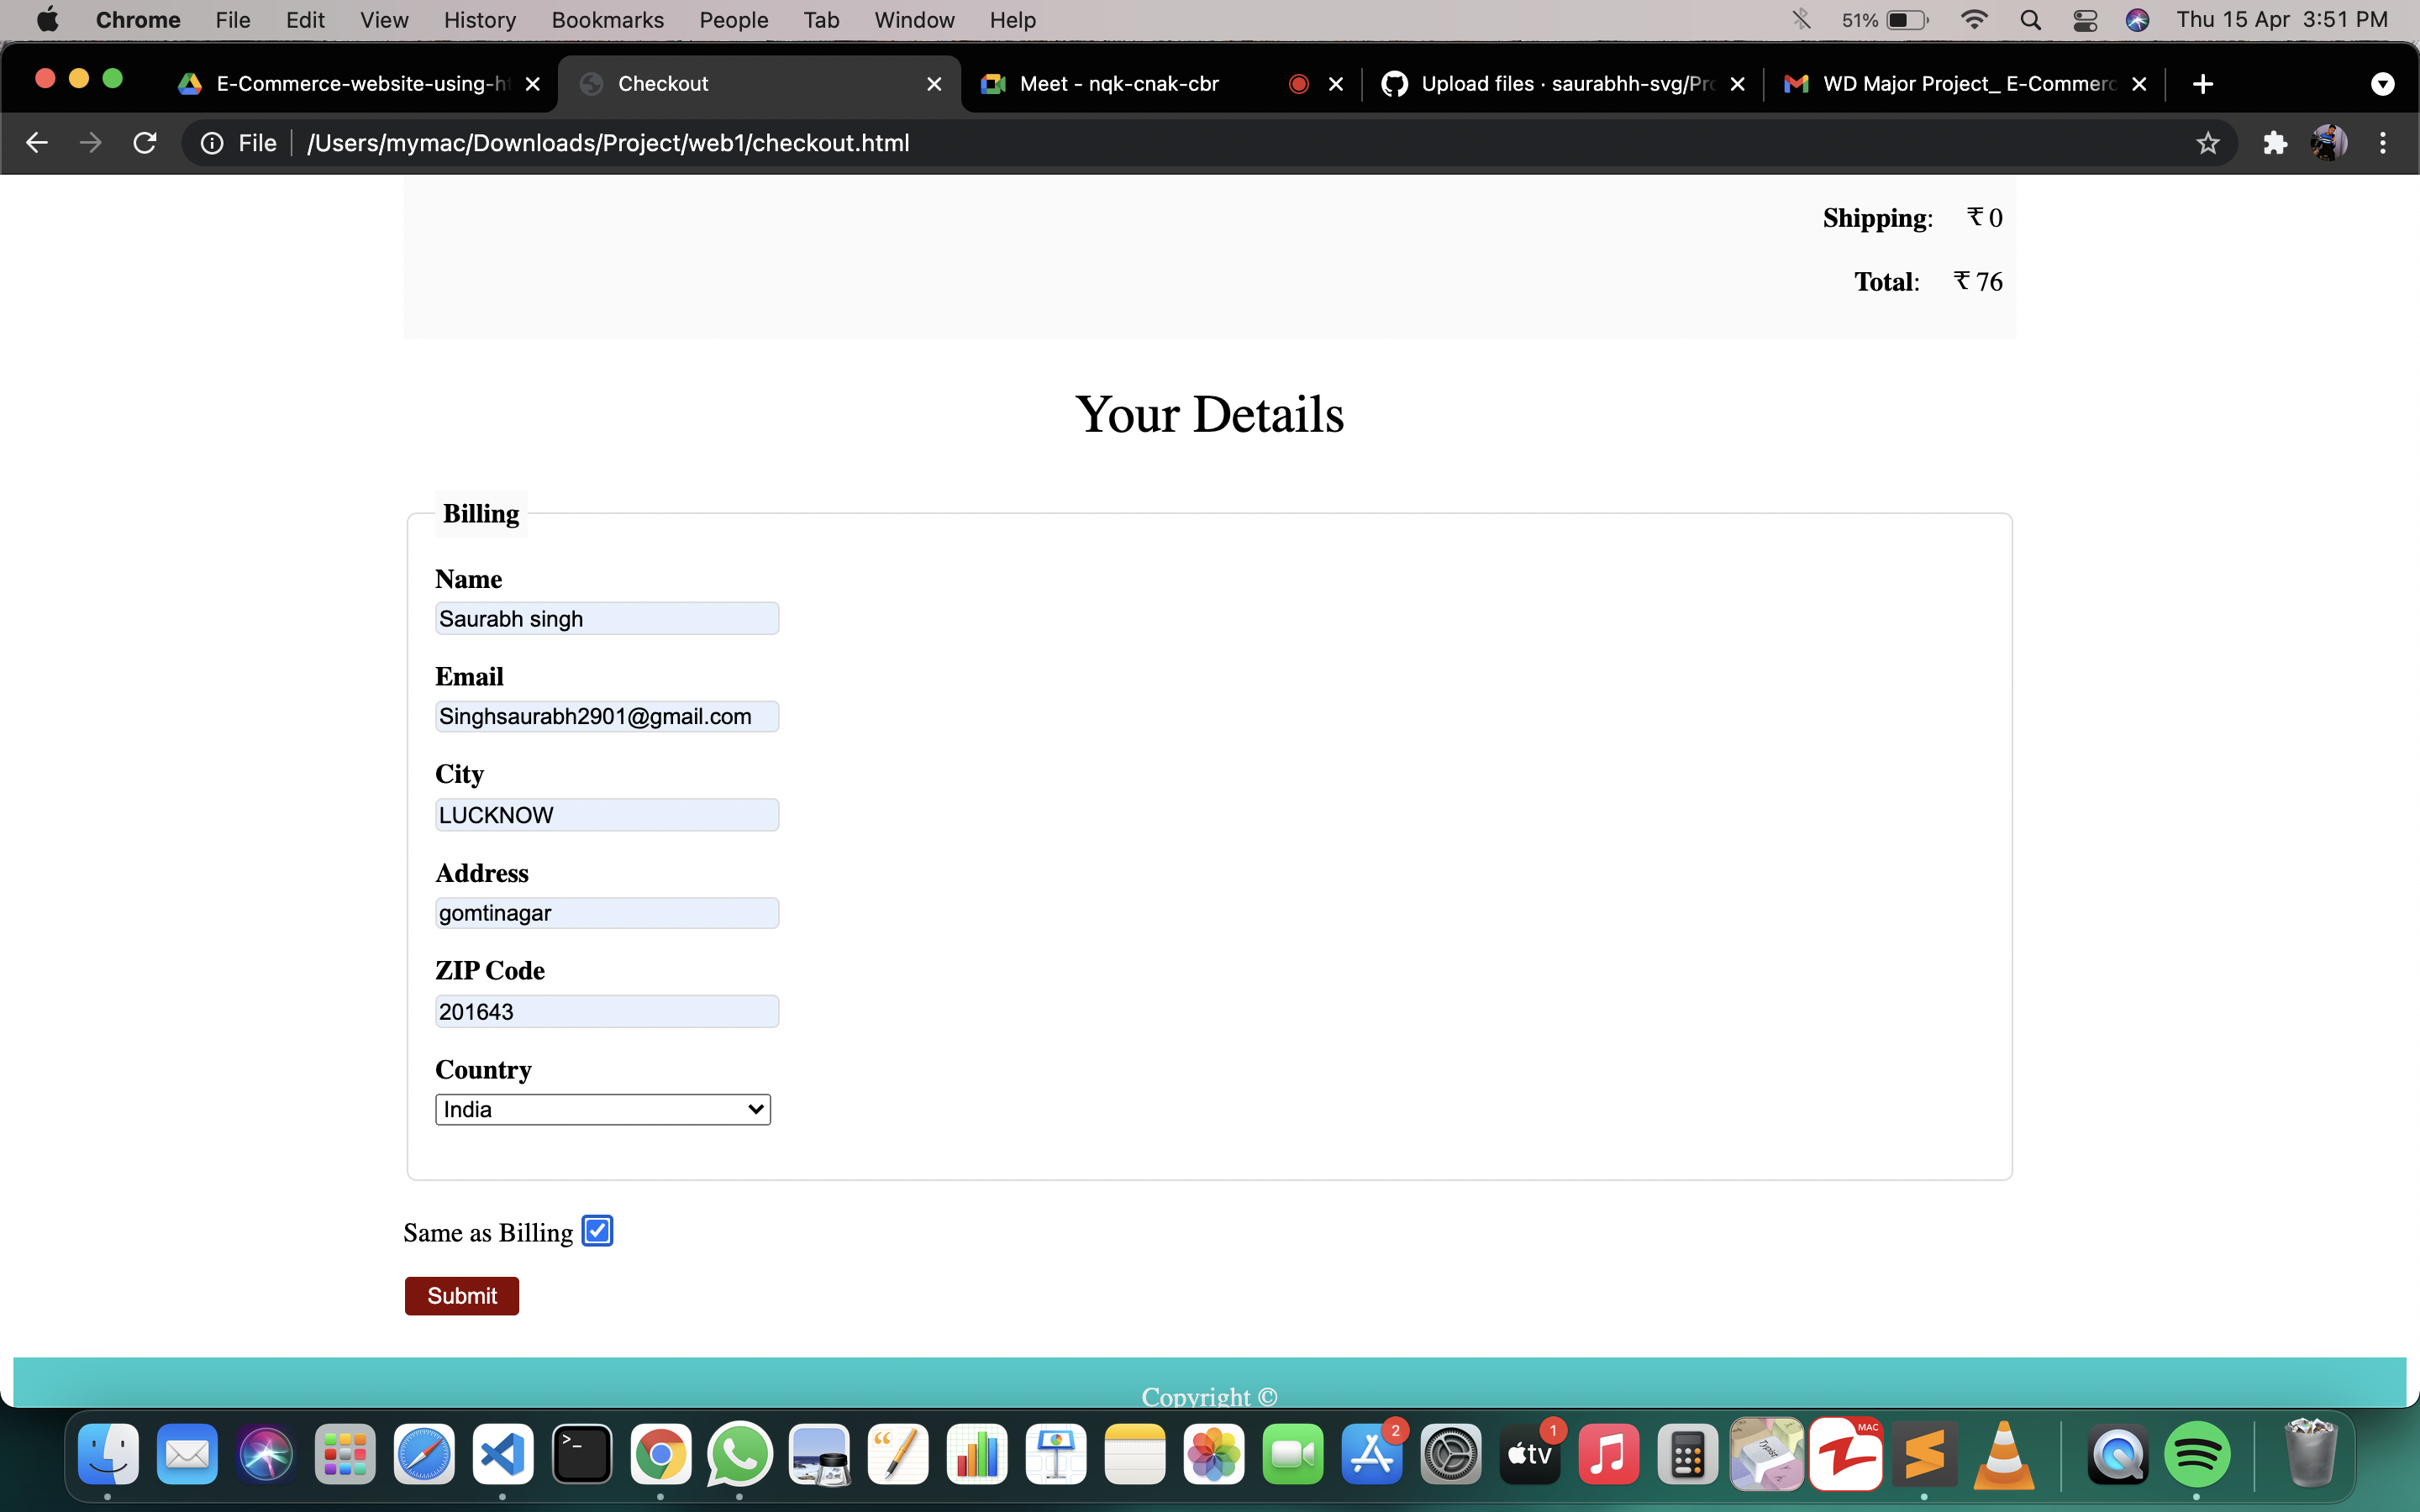 Chrome File Edit View History Bookmarks People Tab Window Help 51% Thu 15 Apr 3:51 PM
E-Commerce-website-using-ht Checkout Meet - nqk-cnak-cbr Upload files · saurabhh-svg/Pro WD Major Project_ E-Commerc
File /Users/mymac/Downloads/Project/web1/checkout.html
Shipping: ₹ 0
Total: ₹ 76
Your Details
Billing
Name
Saurabh singh
Email
Singhsaurabh2901@gmail.com
City
LUCKNOW
Address
gomtinagar
ZIP Code
201643
Country
India
Same as Billing
Submit
Copyright ©
2 tv 1 MAC